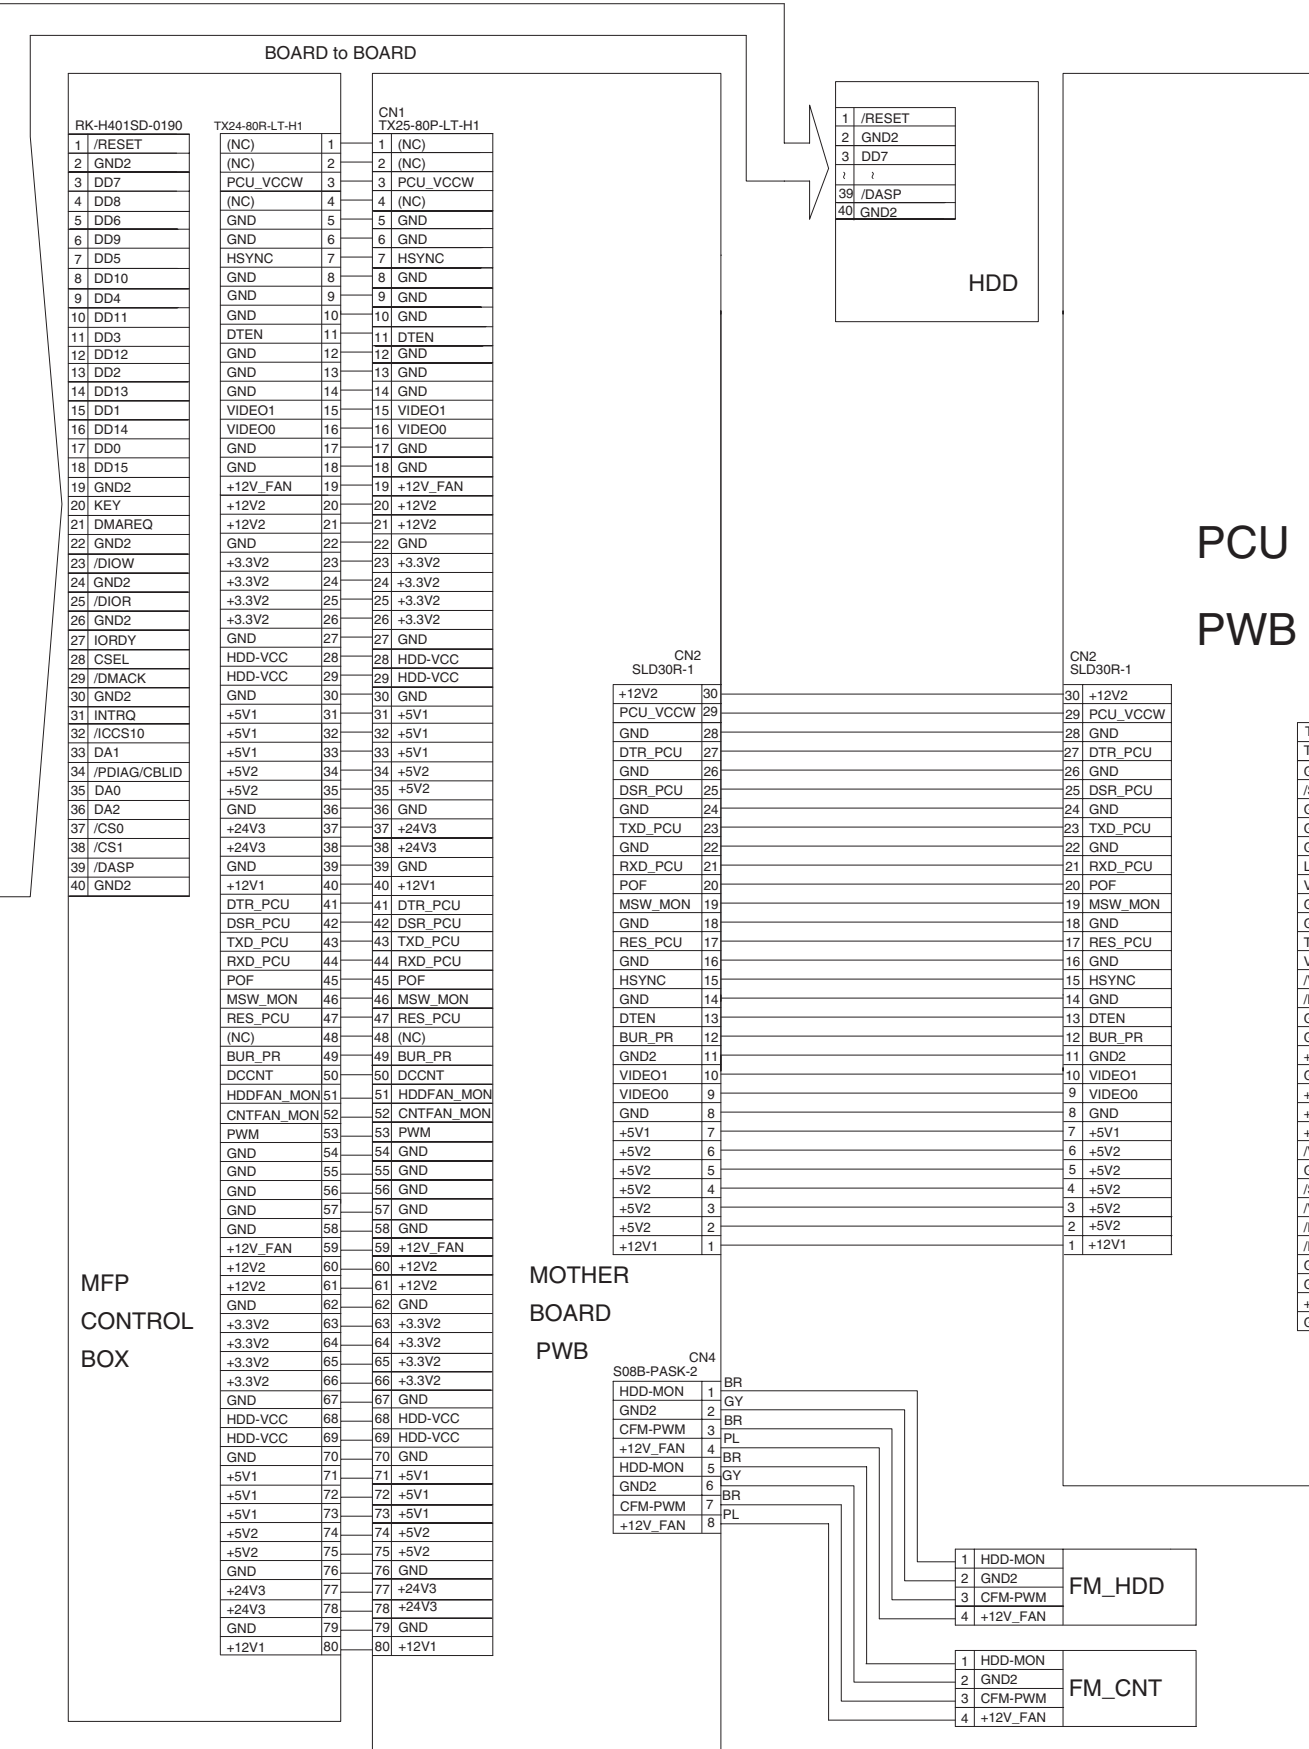 BOARD to BOARD
RK-H401SD-0190
1 /RESET
2 GND2
3 DD7
4 DD8
5 DD6
6 DD9
7 DD5
8 DD10
9 DD4
10 DD11
11 DD3
12 DD12
13 DD2
14 DD13
15 DD1
16 DD14
17 DD0
18 DD15
19 GND2
20 KEY
21 DMAREQ
22 GND2
23 /DIOW
24 GND2
25 /DIOR
26 GND2
27 IORDY
28 CSEL
29 /DMACK
30 GND2
31 INTRQ
32 /ICCS10
33 DA1
34 /PDIAG/CBLID
35 DA0
36 DA2
37 /CS0
38 /CS1
39 /DASP
40 GND2
MFP
CONTROL
BOX
TX24-80R-LT-H1
(NC) 1
(NC) 2
PCU_VCCW 3
(NC) 4
GND 5
GND 6
HSYNC 7
GND 8
GND 9
GND 10
DTEN 11
GND 12
GND 13
GND 14
VIDEO1 15
VIDEO0 16
GND 17
GND 18
+12V_FAN 19
+12V2 20
+12V2 21
GND 22
+3.3V2 23
+3.3V2 24
+3.3V2 25
+3.3V2 26
GND 27
HDD-VCC 28
HDD-VCC 29
GND 30
+5V1 31
+5V1 32
+5V1 33
+5V2 34
+5V2 35
GND 36
+24V3 37
+24V3 38
GND 39
+12V1 40
DTR_PCU 41
DSR_PCU 42
TXD_PCU 43
RXD_PCU 44
POF 45
MSW_MON 46
RES_PCU 47
(NC) 48
BUR_PR 49
DCCNT 50
HDDFAN_MON 51
CNTFAN_MON 52
PWM 53
GND 54
GND 55
GND 56
GND 57
GND 58
+12V_FAN 59
+12V2 60
+12V2 61
GND 62
+3.3V2 63
+3.3V2 64
+3.3V2 65
+3.3V2 66
GND 67
HDD-VCC 68
HDD-VCC 69
GND 70
+5V1 71
+5V1 72
+5V1 73
+5V2 74
+5V2 75
GND 76
+24V3 77
+24V3 78
GND 79
+12V1 80
CN1
TX25-80P-LT-H1
1 (NC)
2 (NC)
3 PCU_VCCW
4 (NC)
5 GND
6 GND
7 HSYNC
8 GND
9 GND
10 GND
11 DTEN
12 GND
13 GND
14 GND
15 VIDEO1
16 VIDEO0
17 GND
18 GND
19 +12V_FAN
20 +12V2
21 +12V2
22 GND
23 +3.3V2
24 +3.3V2
25 +3.3V2
26 +3.3V2
27 GND
28 HDD-VCC
29 HDD-VCC
30 GND
31 +5V1
32 +5V1
33 +5V1
34 +5V2
35 +5V2
36 GND
37 +24V3
38 +24V3
39 GND
40 +12V1
41 DTR_PCU
42 DSR_PCU
43 TXD_PCU
44 RXD_PCU
45 POF
46 MSW_MON
47 RES_PCU
48 (NC)
49 BUR_PR
50 DCCNT
51 HDDFAN_MON
52 CNTFAN_MON
53 PWM
54 GND
55 GND
56 GND
57 GND
58 GND
59 +12V_FAN
60 +12V2
61 +12V2
62 GND
63 +3.3V2
64 +3.3V2
65 +3.3V2
66 +3.3V2
67 GND
68 HDD-VCC
69 HDD-VCC
70 GND
71 +5V1
72 +5V1
73 +5V1
74 +5V2
75 +5V2
76 GND
77 +24V3
78 +24V3
79 GND
80 +12V1
CN2
SLD30R-1
+12V2 30
PCU_VCCW 29
GND 28
DTR_PCU 27
GND 26
DSR_PCU 25
GND 24
TXD_PCU 23
GND 22
RXD_PCU 21
POF 20
MSW_MON 19
GND 18
RES_PCU 17
GND 16
HSYNC 15
GND 14
DTEN 13
BUR_PR 12
GND2 11
VIDEO1 10
VIDEO0 9
GND 8
+5V1 7
+5V2 6
+5V2 5
+5V2 4
+5V2 3
+5V2 2
+12V1 1
MOTHER
BOARD
PWB
CN4
S08B-PASK-2
HDD-MON 1 BR
GND2 2 GY
CFM-PWM 3 BR
+12V_FAN 4 PL
HDD-MON 5 BR
GND2 6 GY
CFM-PWM 7 BR
+12V_FAN 8 PL
1 /RESET
2 GND2
3 DD7
≀ ≀
39 /DASP
40 GND2
HDD
PCU
PWB
CN2
SLD30R-1
30 +12V2
29 PCU_VCCW
28 GND
27 DTR_PCU
26 GND
25 DSR_PCU
24 GND
23 TXD_PCU
22 GND
21 RXD_PCU
20 POF
19 MSW_MON
18 GND
17 RES_PCU
16 GND
15 HSYNC
14 GND
13 DTEN
12 BUR_PR
11 GND2
10 VIDEO1
9 VIDEO0
8 GND
7 +5V1
6 +5V2
5 +5V2
4 +5V2
3 +5V2
2 +5V2
1 +12V1
1 HDD-MON
2 GND2
3 CFM-PWM
4 +12V_FAN
FM_HDD
1 HDD-MON
2 GND2
3 CFM-PWM
4 +12V_FAN
FM_CNT